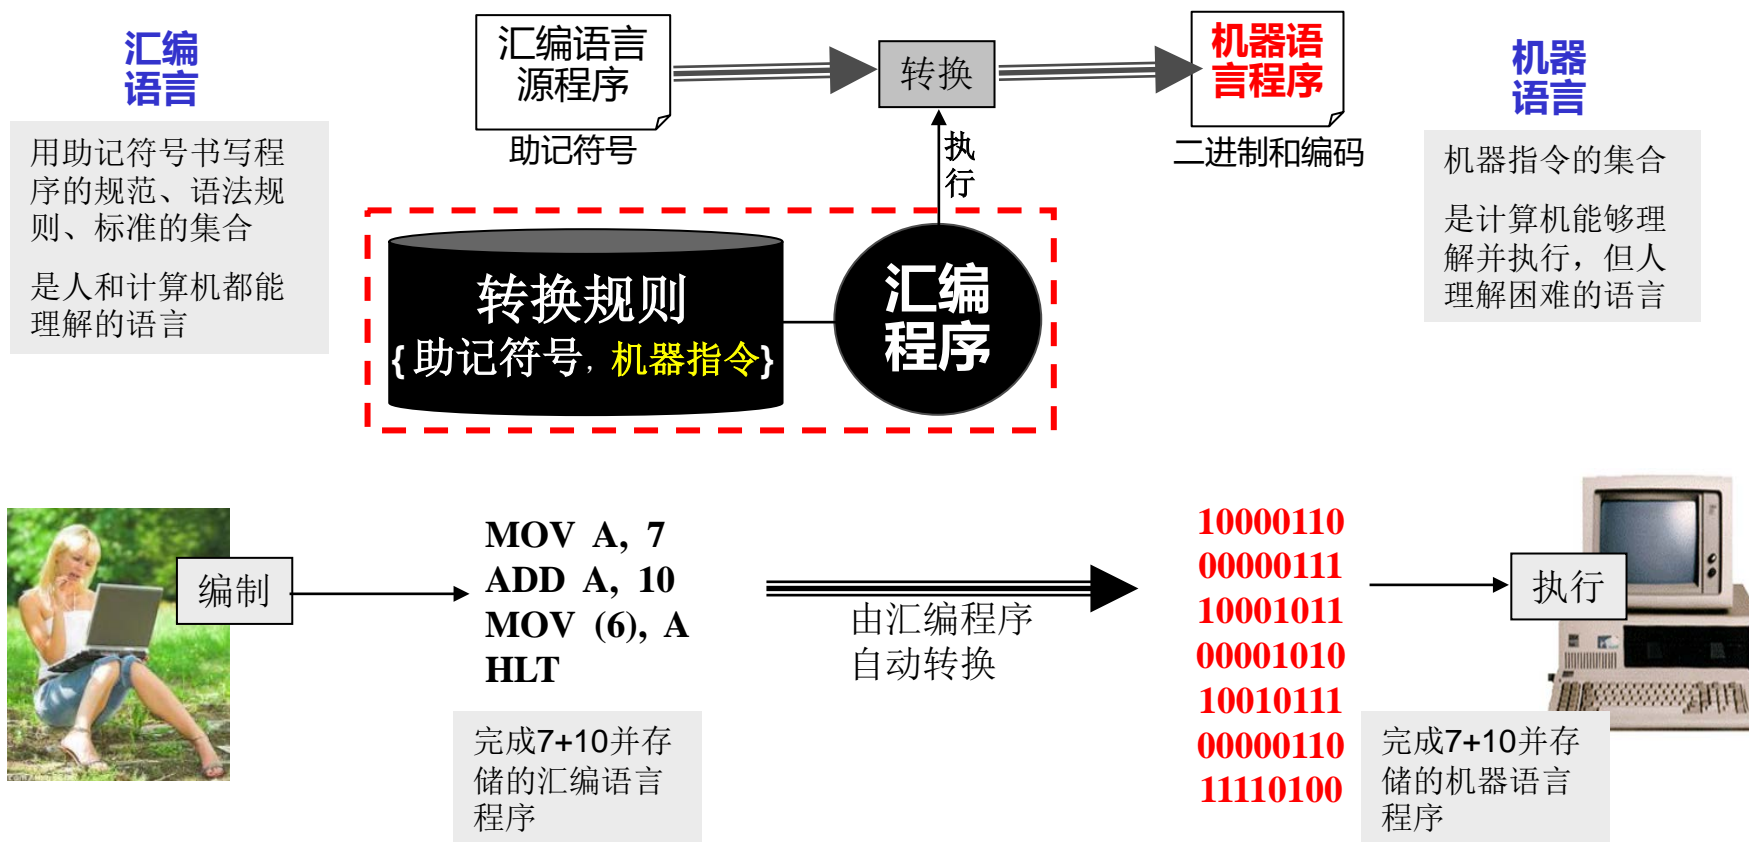 汇编
语言
用助记符号书写程
序的规范、语法规
则、标准的集合
是人和计算机都能
理解的语言
汇编语言
源程序
助记符号
转换
执
行
机器语
言程序
二进制和编码
机器
语言
机器指令的集合
是计算机能够理
解并执行，但人
理解困难的语言
转换规则
{助记符号, 机器指令}
汇编
程序
编制
MOV A, 7
ADD A, 10
MOV (6), A
HLT
完成7+10并存
储的汇编语言
程序
由汇编程序
自动转换
10000110
00000111
10001011
00001010
10010111
00000110
11110100
执行
完成7+10并存
储的机器语言
程序